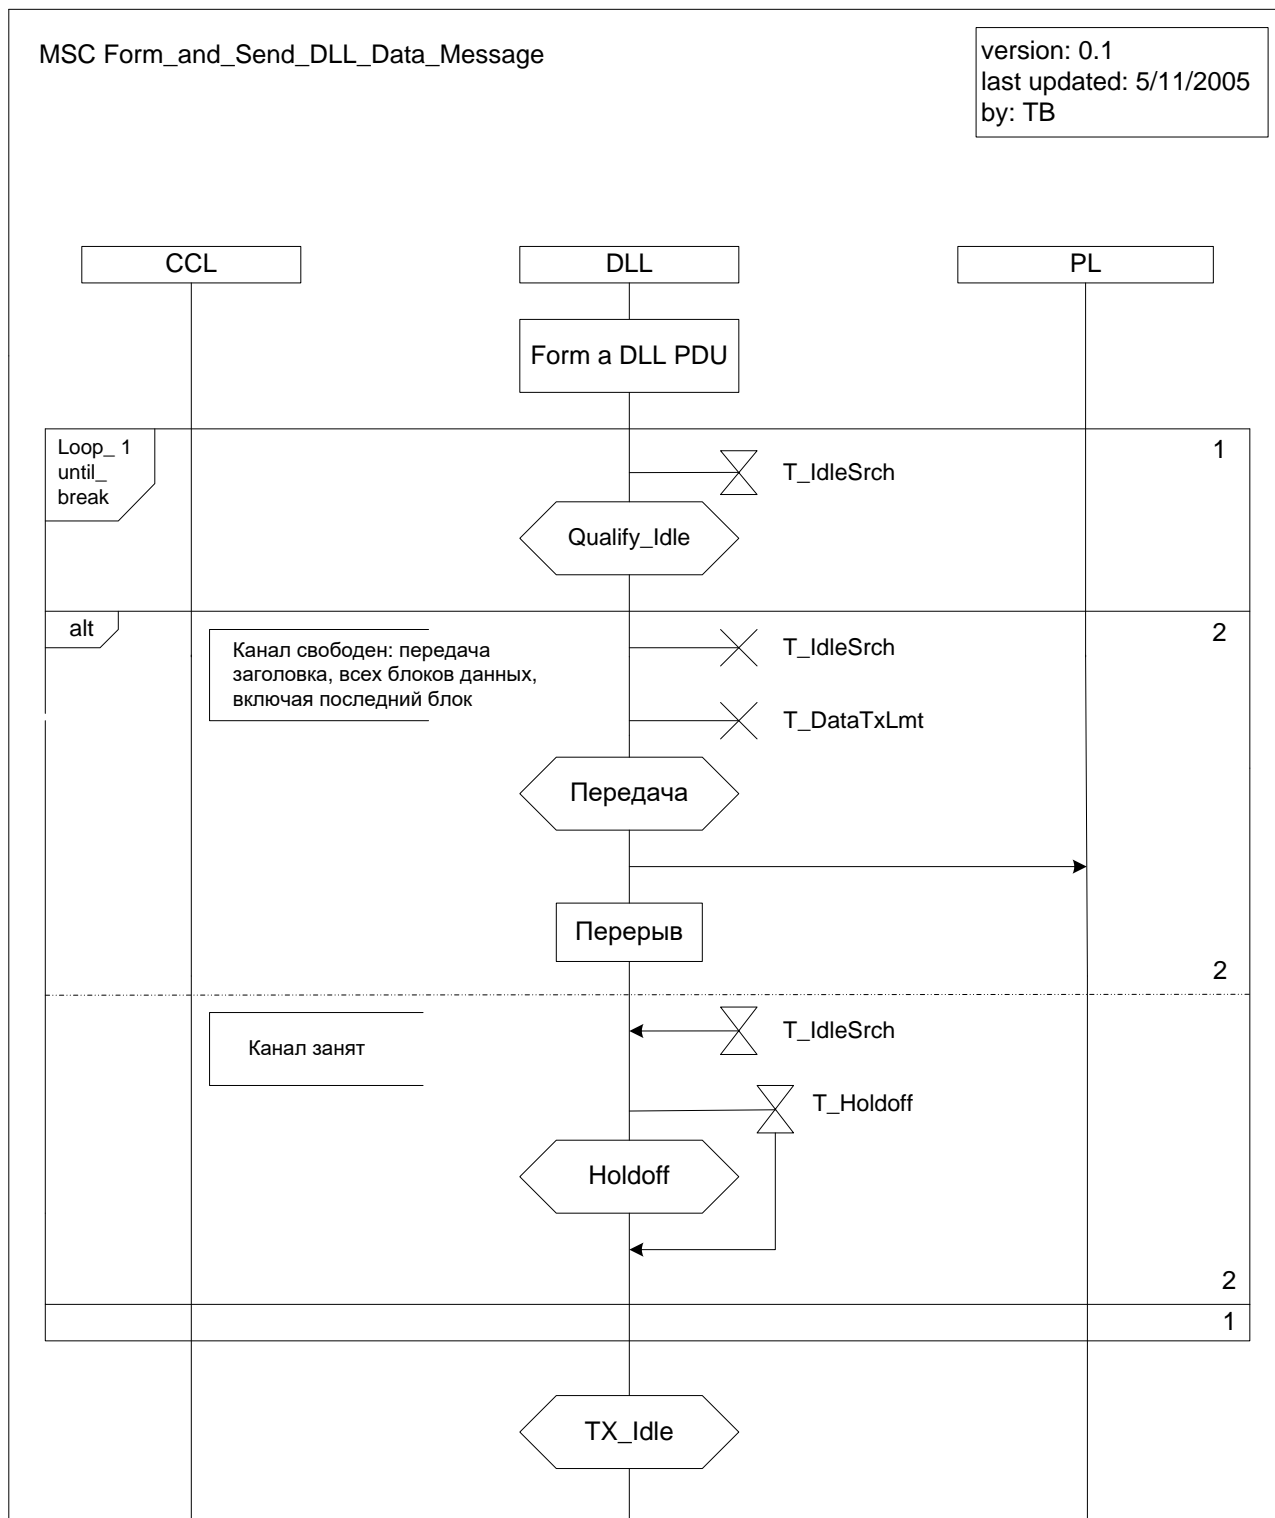 MSC Form_and_Send_DLL_Data_Message
version: 0.1
last updated: 5/11/2005
by: TB
CCL
DLL
PL
Form a DLL PDU
Loop_ 1
until_
break
1
T_IdleSrch
Qualify_Idle
alt
2
Канал свободен: передача
заголовка, всех блоков данных,
включая последний блок
T_IdleSrch
T_DataTxLmt
Передача
Перерыв
2
Канал занят
T_IdleSrch
T_Holdoff
Holdoff
2
1
TX_Idle